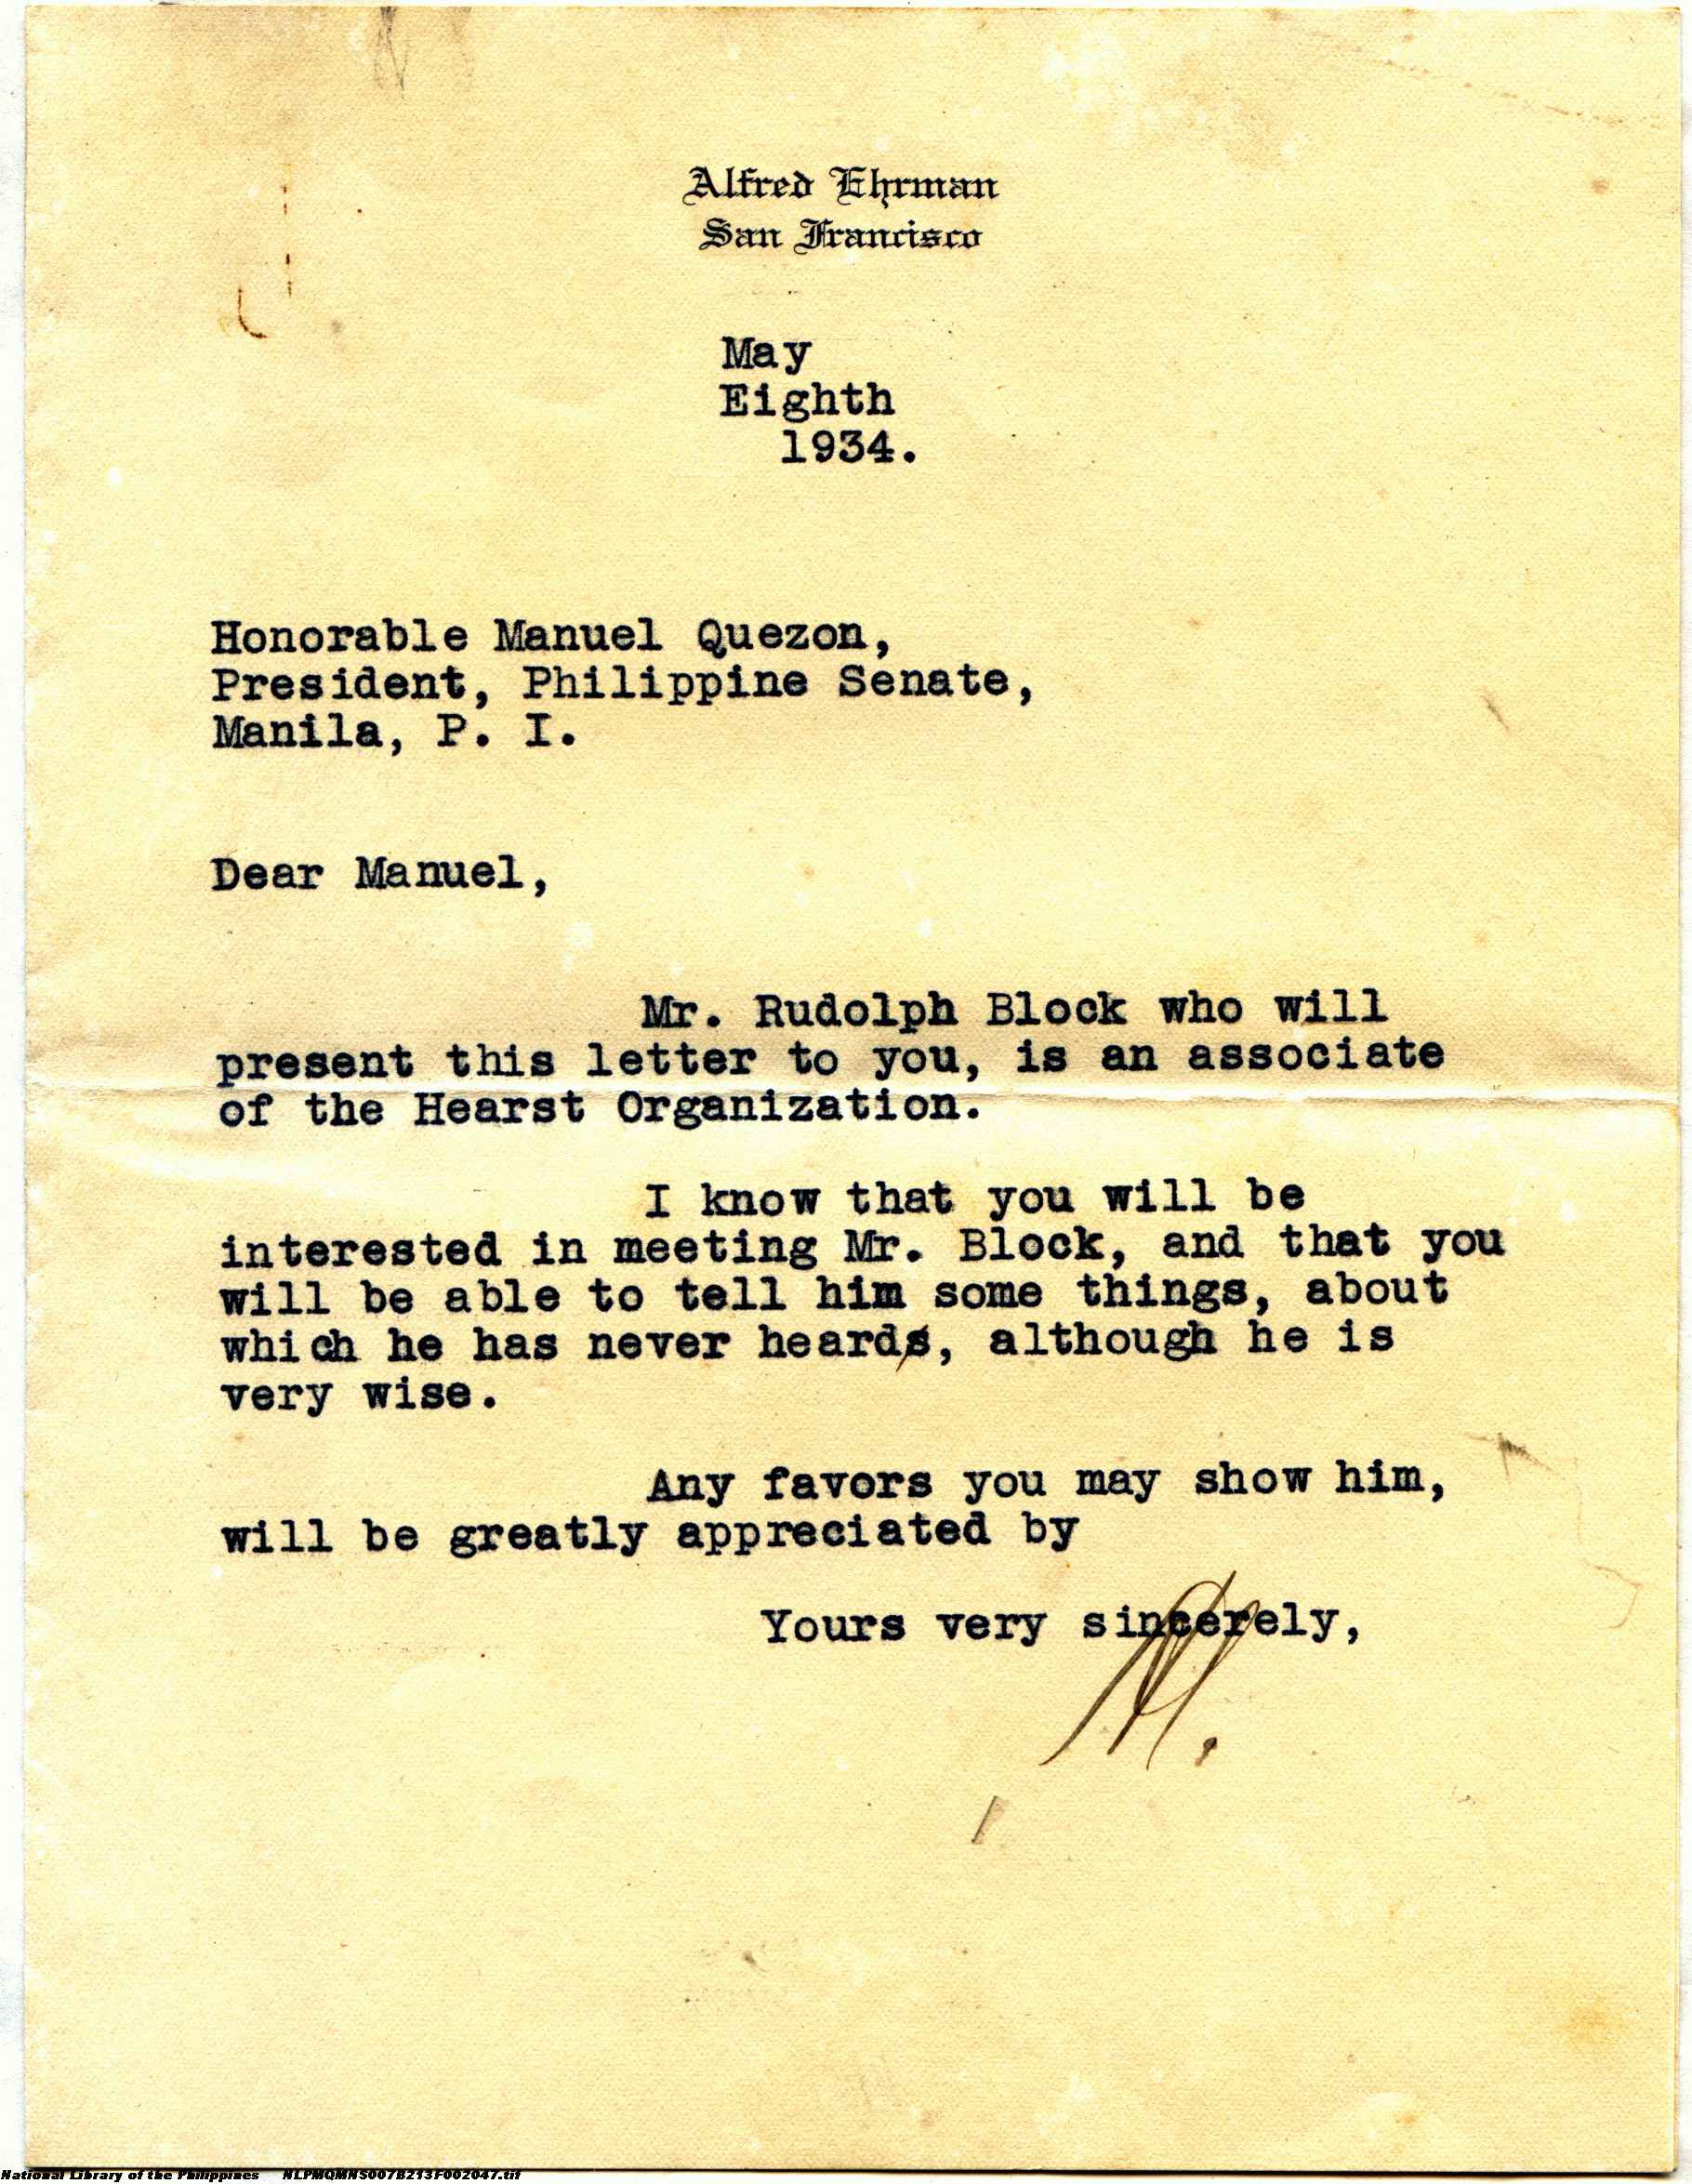 Alfred Ehrman
San Francisco
May
Eighth
1934.
Honorable Manuel Quezon,
President, Philippine Senate,
Manila, P. I.
Dear Manuel,
Mr. Rudolph Block who will
present this letter to you, is an associate
of the Hearst Organization.
I know that you will be
interested in meeting Mr. Block, and that you
will be able to tell him some things, about
which he has never heard, although he is
very wise.
Any favors you may show him,
will be greatly appreciated by
Yours very sincerely,
National Library of the Philippines NLPMQMNS007B213F002047.tif